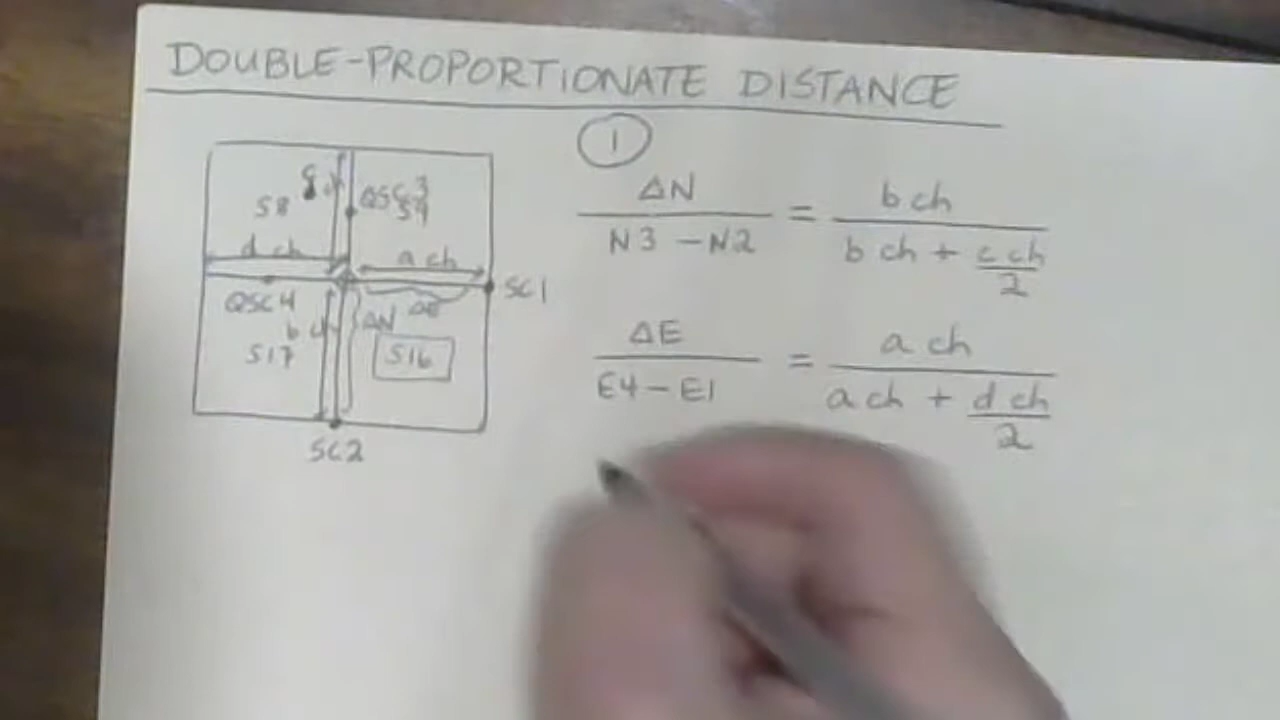 DOUBLE-PROPORTIONATE DISTANCE
1
S8
QSC3
S9
d ch
a ch
SC1
QSC4
ΔN
ΔE
S17
S16
SC2
ΔN
N3 - N2
=
b ch
b ch + c ch
2
ΔE
E4 - E1
=
a ch
a ch + d ch
2